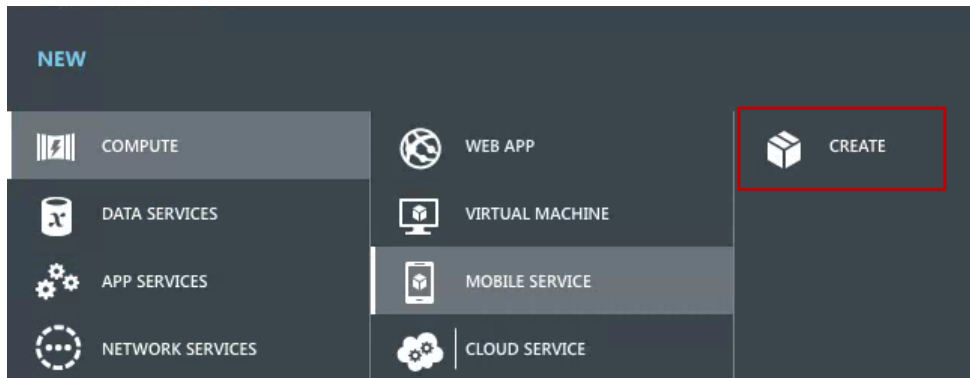 NEW
COMPUTE
DATA SERVICES
APP SERVICES
NETWORK SERVICES
WEB APP
VIRTUAL MACHINE
MOBILE SERVICE
CLOUD SERVICE
CREATE